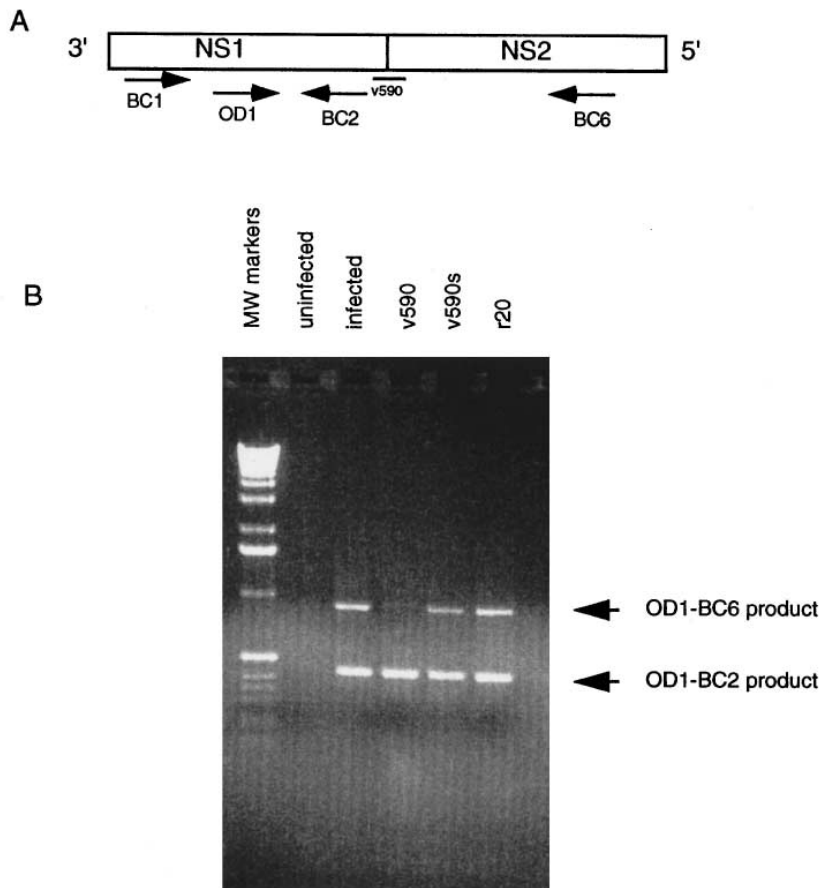 A
3' NS1 NS2 5'
BC1 OD1 BC2 v590 BC6
B
MW markers
uninfected
infected
v590
v590s
r20
OD1-BC6 product
OD1-BC2 product